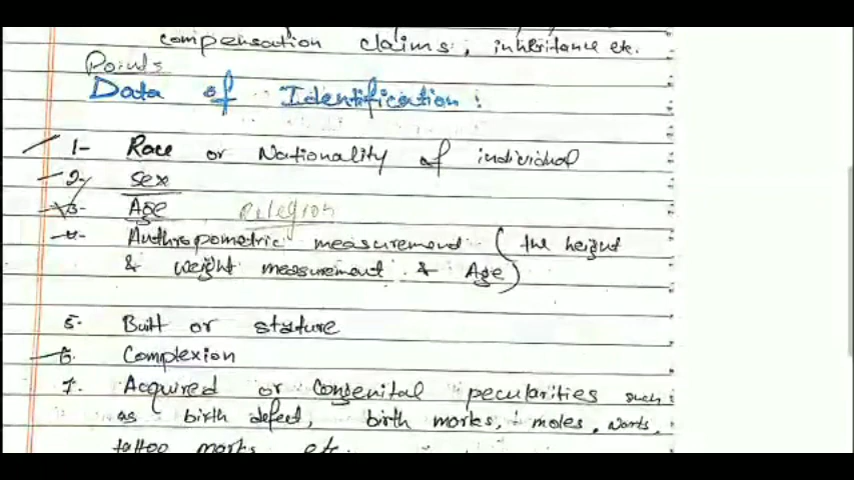 compensation claims, inheritance etc.
Points
Data of Identification :
1- Race or Nationality of individual
2- Sex
3- Age Relegion
4- Anthropometric measurement (the height
& weight measurement & Age)
5- Built or stature
6- Complexion
7- Acquired or congenital pecularities such
as birth defect, birth marks, moles, warts,
tattoo marks etc.